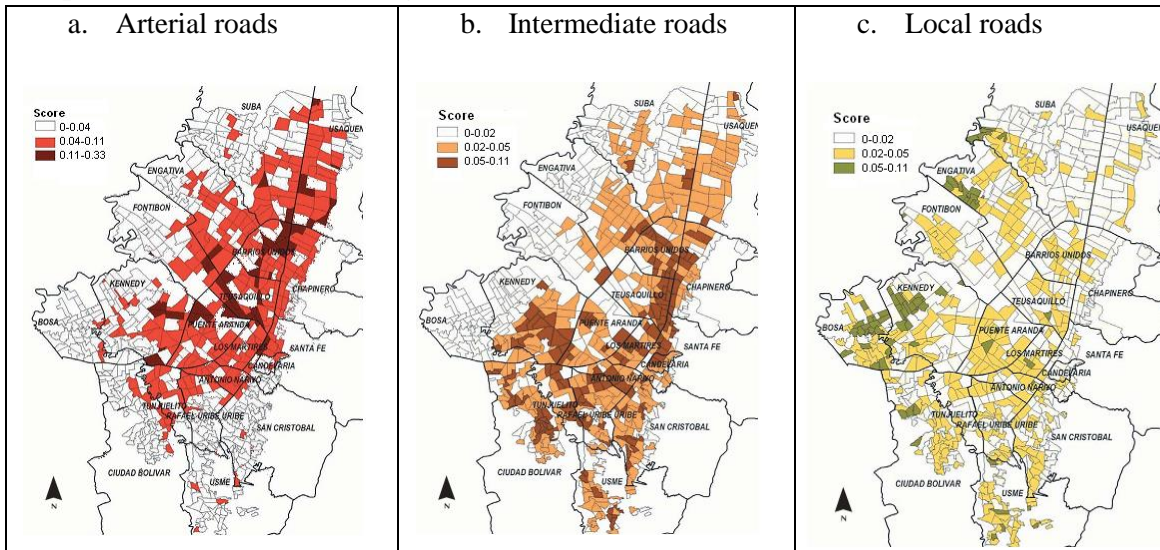 a. Arterial roads
Score
0-0.04
0.04-0.11
0.11-0.33
SUBA
USAQUEN
ENGATIVA
FONTIBON
BARRIOS UNIDOS
KENNEDY
TEUSAQUILLO
CHAPINERO
BOSA
PUENTE ARANDA
LOS MARTIRES
SANTA FE
CANDELARIA
ANTONIO NARIÑO
TUNJUELITO
RAFAEL URIBE URIBE
SAN CRISTOBAL
CIUDAD BOLIVAR
USME
N
b. Intermediate roads
Score
0-0.02
0.02-0.05
0.05-0.11
SUBA
USAQUEN
ENGATIVA
FONTIBON
BARRIOS UNIDOS
KENNEDY
CHAPINERO
TEUSAQUILLO
BOSA
PUENTE ARANDA
LOS MARTIRES
SANTA FE
CANDELARIA
ANTONIO NARIÑO
TUNJUELITO
RAFAEL URIBE URIBE
SAN CRISTOBAL
CIUDAD BOLIVAR
USME
N
c. Local roads
Score
0-0.02
0.02-0.05
0.05-0.11
SUBA
USAQUEN
ENGATIVA
FONTIBON
BARRIOS UNIDOS
KENNEDY
CHAPINERO
TEUSAQUILLO
BOSA
PUENTE ARANDA
LOS MARTIRES
SANTA FE
CANDELARIA
ANTONIO NARIÑO
TUNJUELITO
RAFAEL URIBE URIBE
SAN CRISTOBAL
CIUDAD BOLIVAR
USME
N